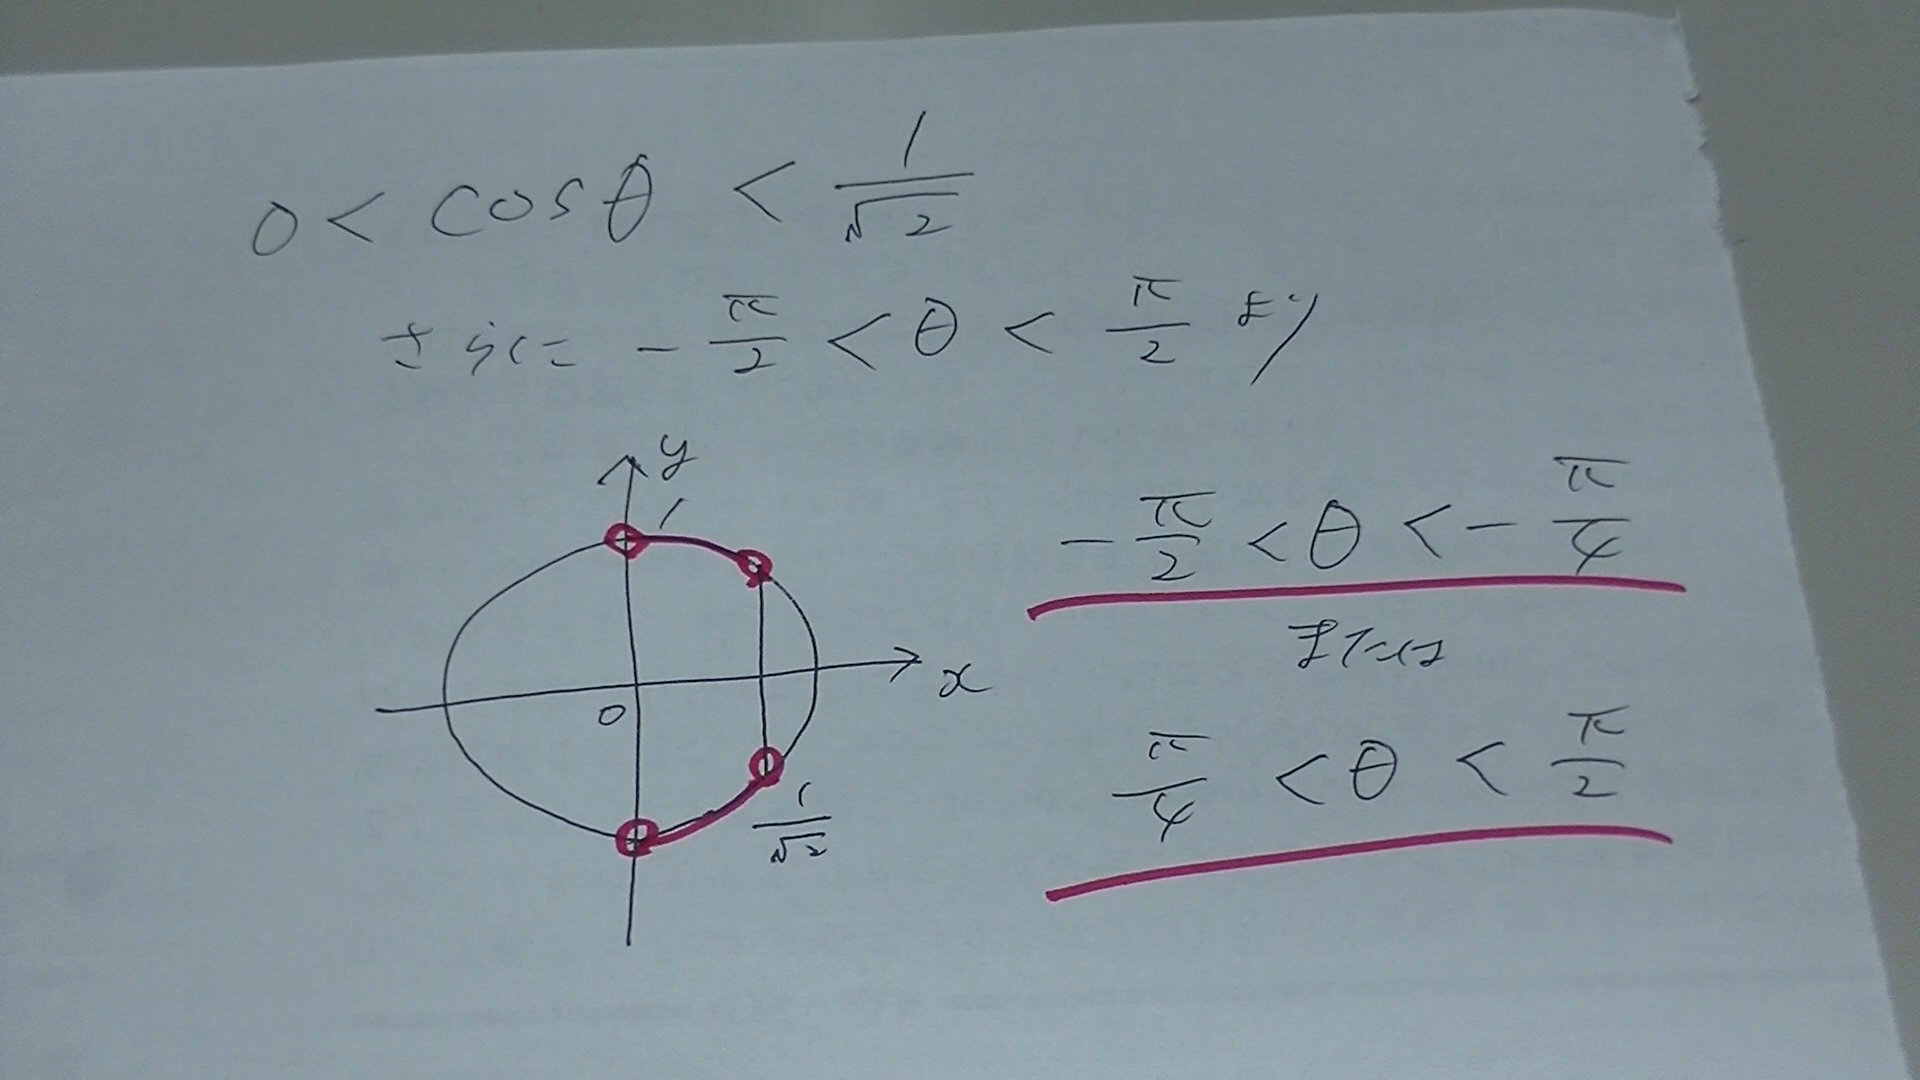 0 < cosθ < 1/√2
さらに -π/2 < θ < π/2 より
y
1
x
0
1/√2
-π/2 < θ < -π/4
または
π/4 < θ < π/2